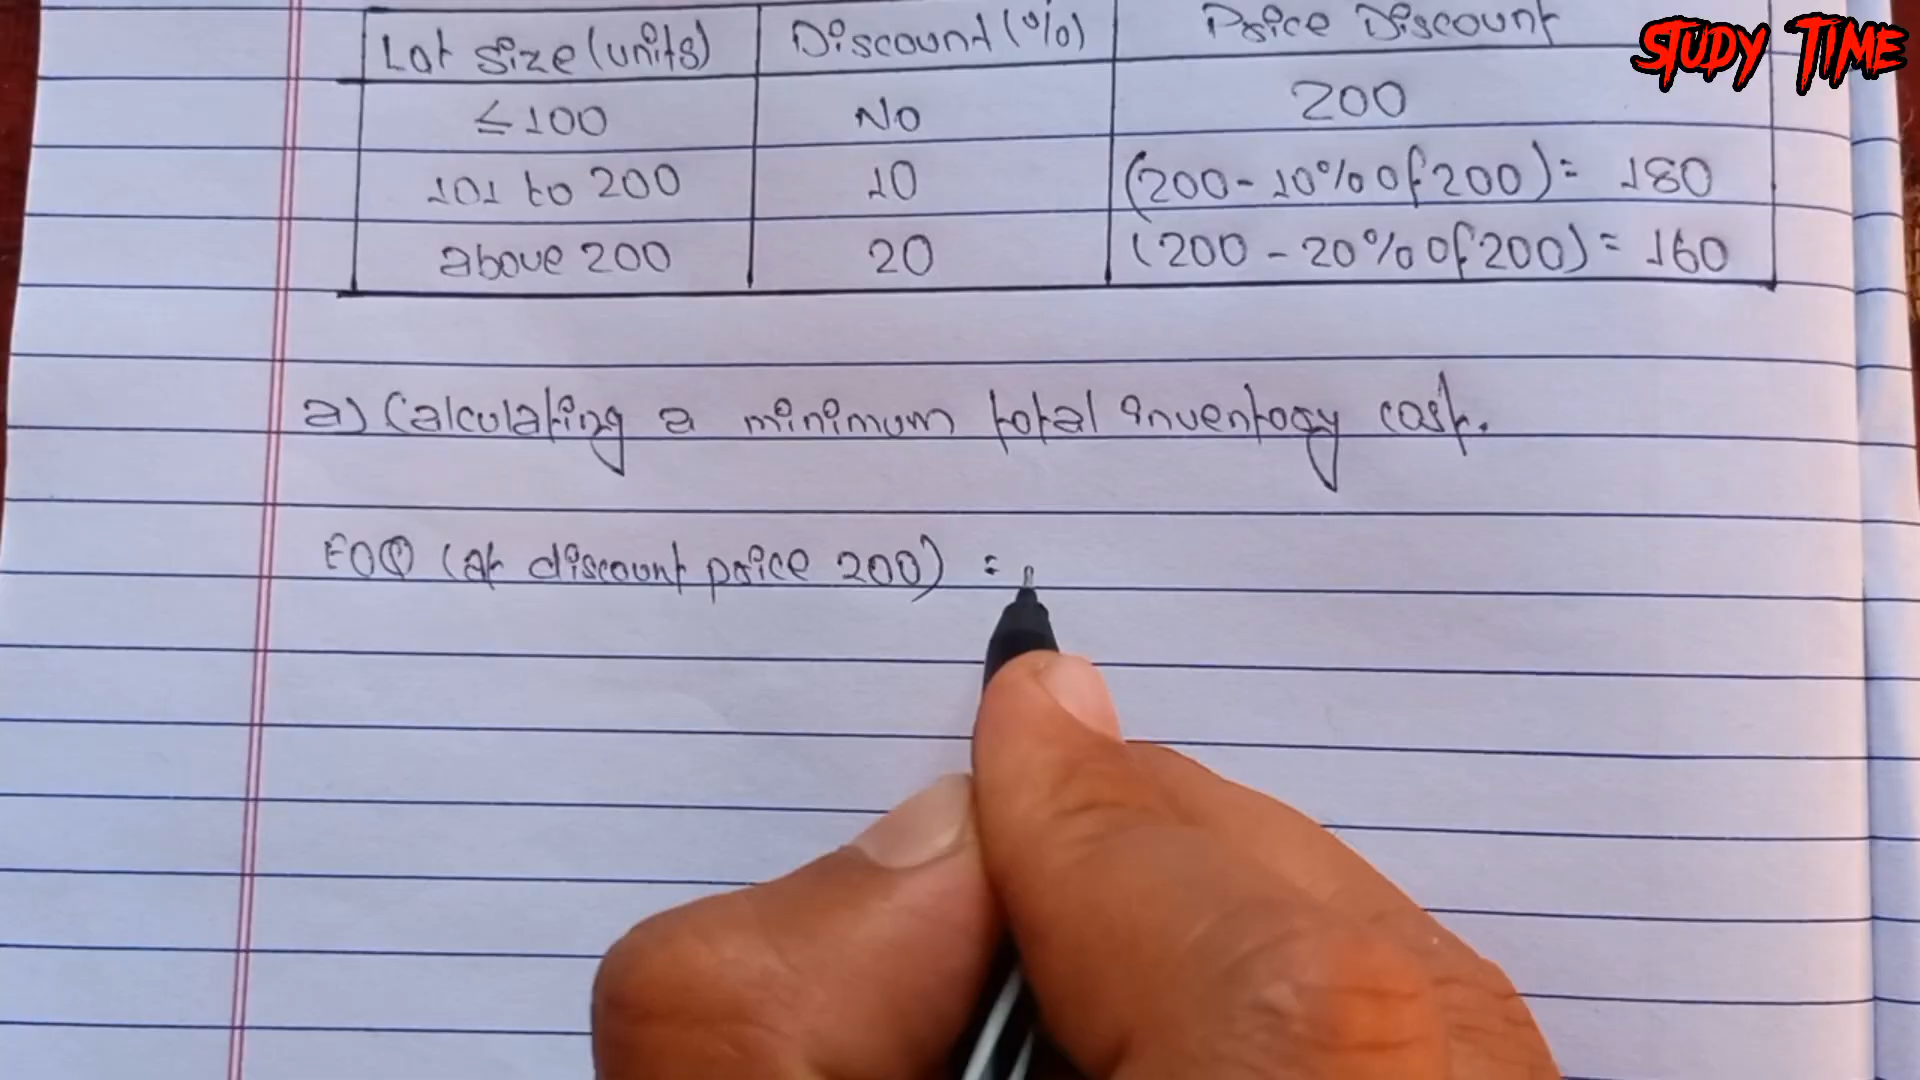 STUDY TIME
Lot size (units) Discount (%) Price Discount
≤100 No 200
101 to 200 10 (200 - 10% of 200) = 180
above 200 20 (200 - 20% of 200) = 160
a) Calculating a minimum total inventory cost.
EOQ (at discount price 200) =